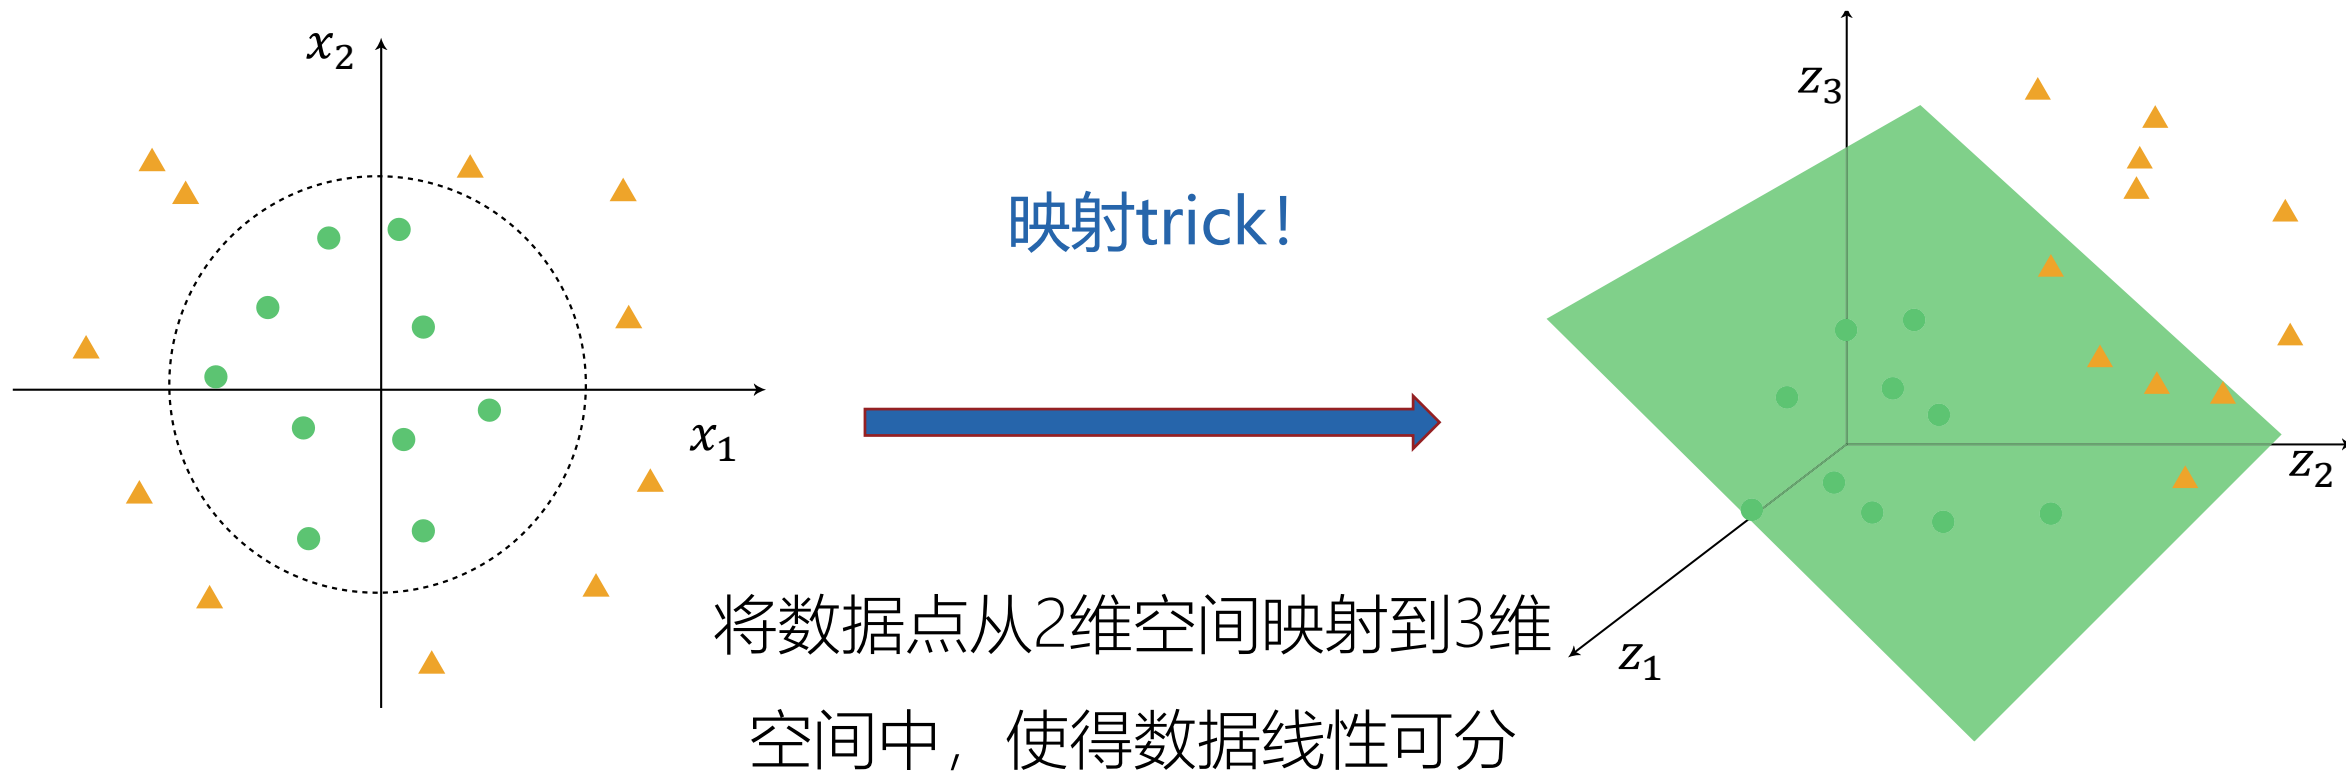 x₂
x₁
映射trick！
将数据点从2维空间映射到3维
空间中，使得数据线性可分
z₃
z₂
z₁